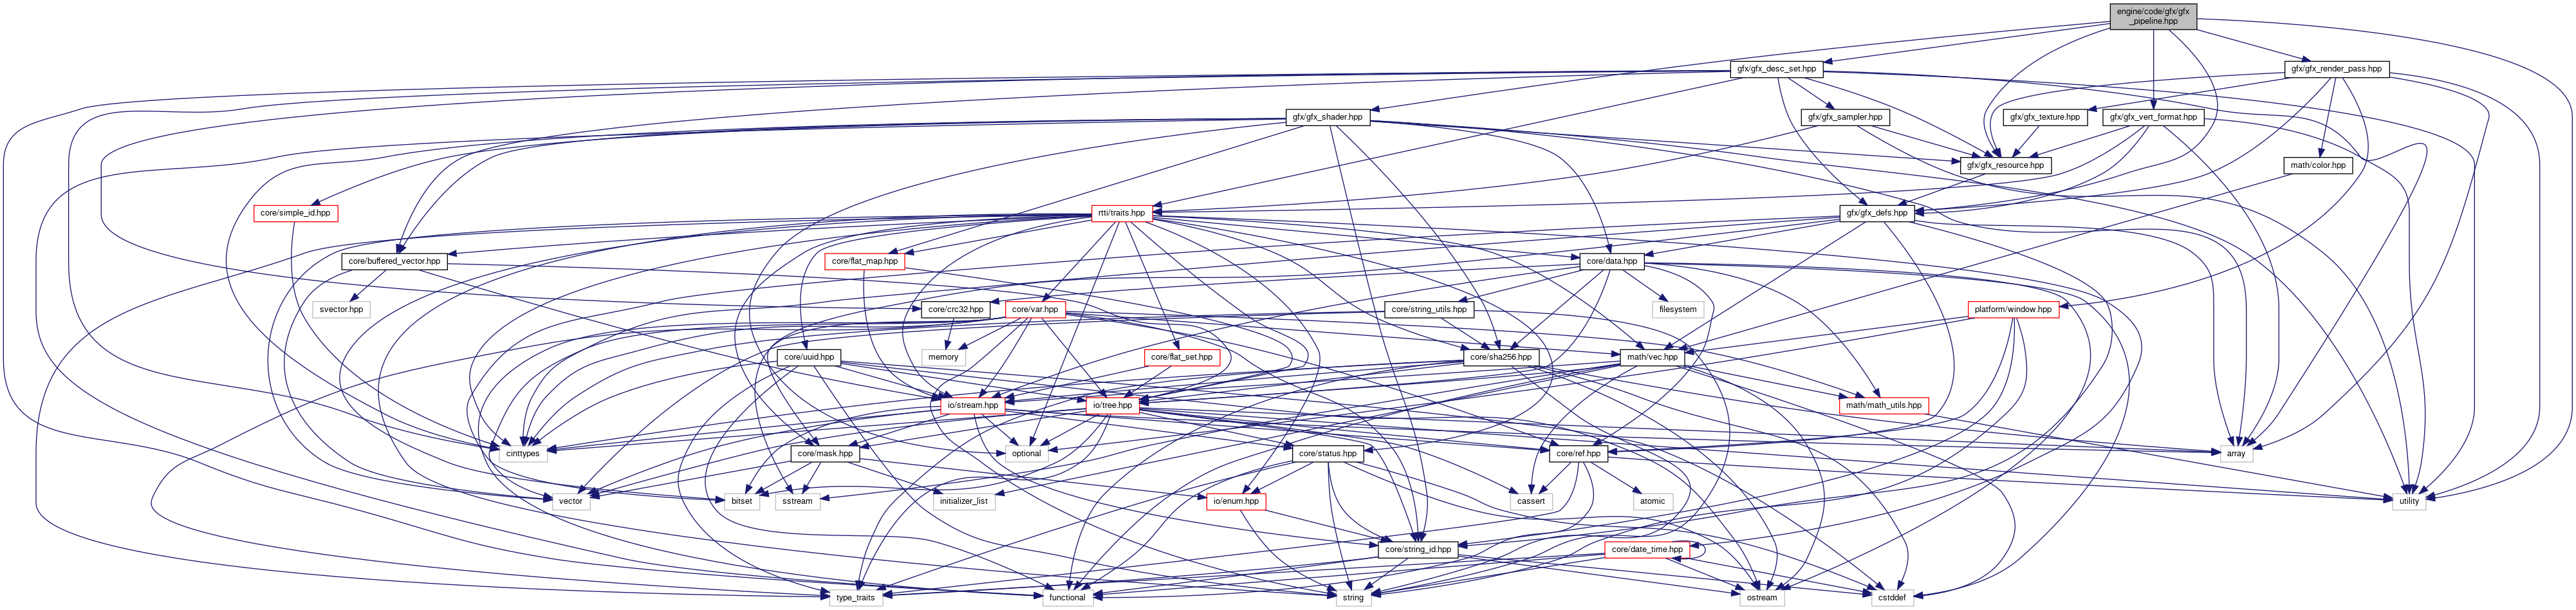 engine/code/gfx/gfx
_pipeline.hpp
gfx/gfx_desc_set.hpp
gfx/gfx_render_pass.hpp
gfx/gfx_shader.hpp
gfx/gfx_sampler.hpp
gfx/gfx_texture.hpp
gfx/gfx_vert_format.hpp
gfx/gfx_resource.hpp
math/color.hpp
core/simple_id.hpp
rtti/traits.hpp
gfx/gfx_defs.hpp
core/buffered_vector.hpp
core/flat_map.hpp
core/data.hpp
svector.hpp
core/crc32.hpp
core/var.hpp
core/string_utils.hpp
filesystem
platform/window.hpp
memory
core/uuid.hpp
core/flat_set.hpp
core/sha256.hpp
math/vec.hpp
io/stream.hpp
io/tree.hpp
math/math_utils.hpp
cinttypes
core/mask.hpp
optional
core/status.hpp
core/ref.hpp
array
vector
bitset
sstream
initializer_list
io/enum.hpp
cassert
atomic
utility
core/string_id.hpp
core/date_time.hpp
type_traits
functional
string
ostream
cstddef